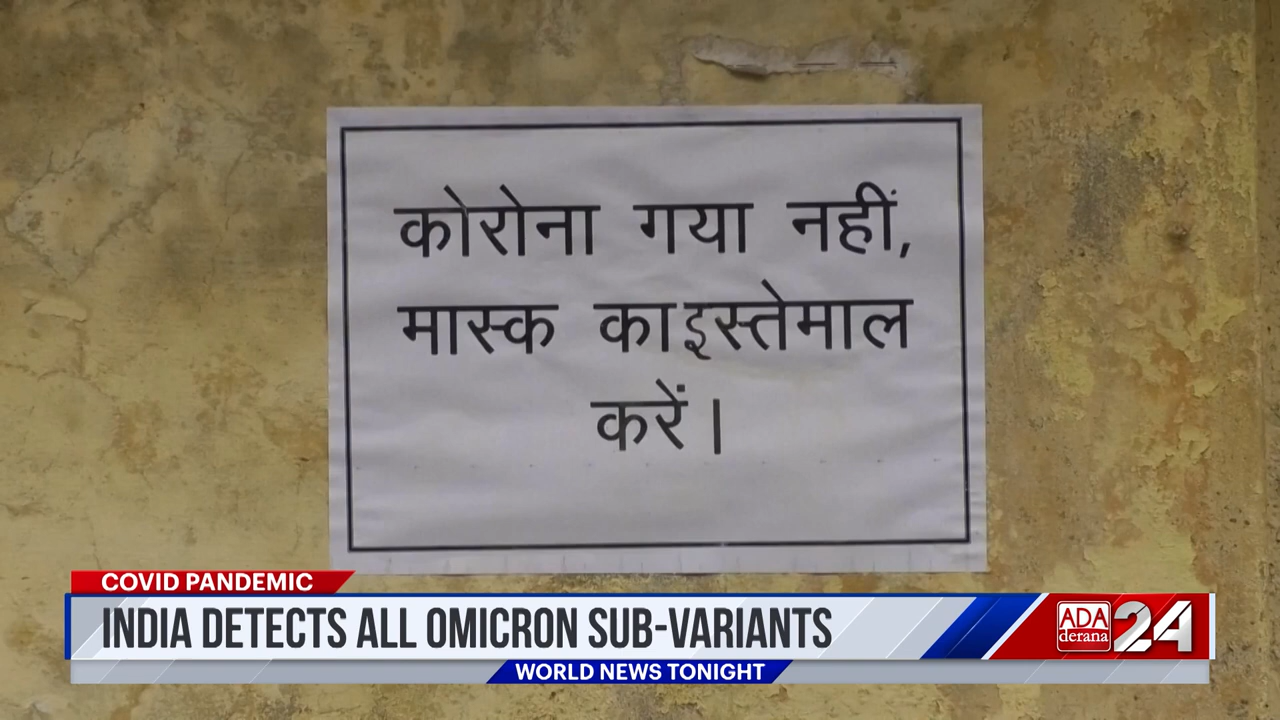 कोरोना गया नहीं,
मास्क का इस्तेमाल
करें।
COVID PANDEMIC
INDIA DETECTS ALL OMICRON SUB-VARIANTS
ADA
derana
24
WORLD NEWS TONIGHT